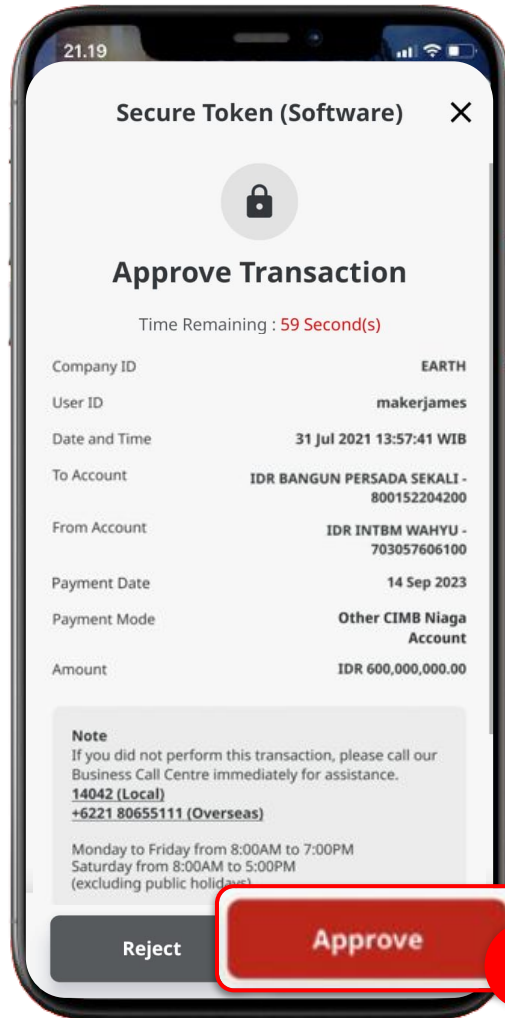 21.19
Secure Token (Software)
Approve Transaction
Time Remaining : 59 Second(s)
Company ID EARTH
User ID makerjames
Date and Time 31 Jul 2021 13:57:41 WIB
To Account IDR BANGUN PERSADA SEKALI -
800152204200
From Account IDR INTBM WAHYU -
703057606100
Payment Date 14 Sep 2023
Payment Mode Other CIMB Niaga
Account
Amount IDR 600,000,000.00
Note
If you did not perform this transaction, please call our
Business Call Centre immediately for assistance.
14042 (Local)
+6221 80655111 (Overseas)
Monday to Friday from 8:00AM to 7:00PM
Saturday from 8:00AM to 5:00PM
(excluding public holidays)
Reject
Approve